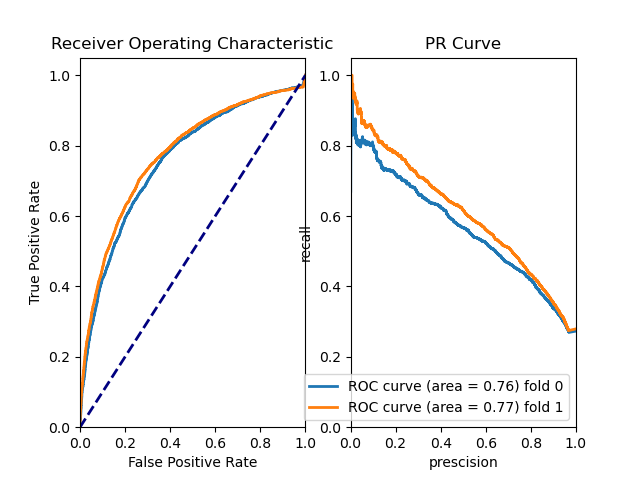 Receiver Operating Characteristic
PR Curve
1.0
0.8
0.6
0.4
0.2
0.0
True Positive Rate
0.0 0.2 0.4 0.6 0.8 1.0
False Positive Rate
1.0
0.8
0.6
0.4
0.2
0.0
recall
ROC curve (area = 0.76) fold 0
ROC curve (area = 0.77) fold 1
0.0 0.2 0.4 0.6 0.8 1.0
prescision